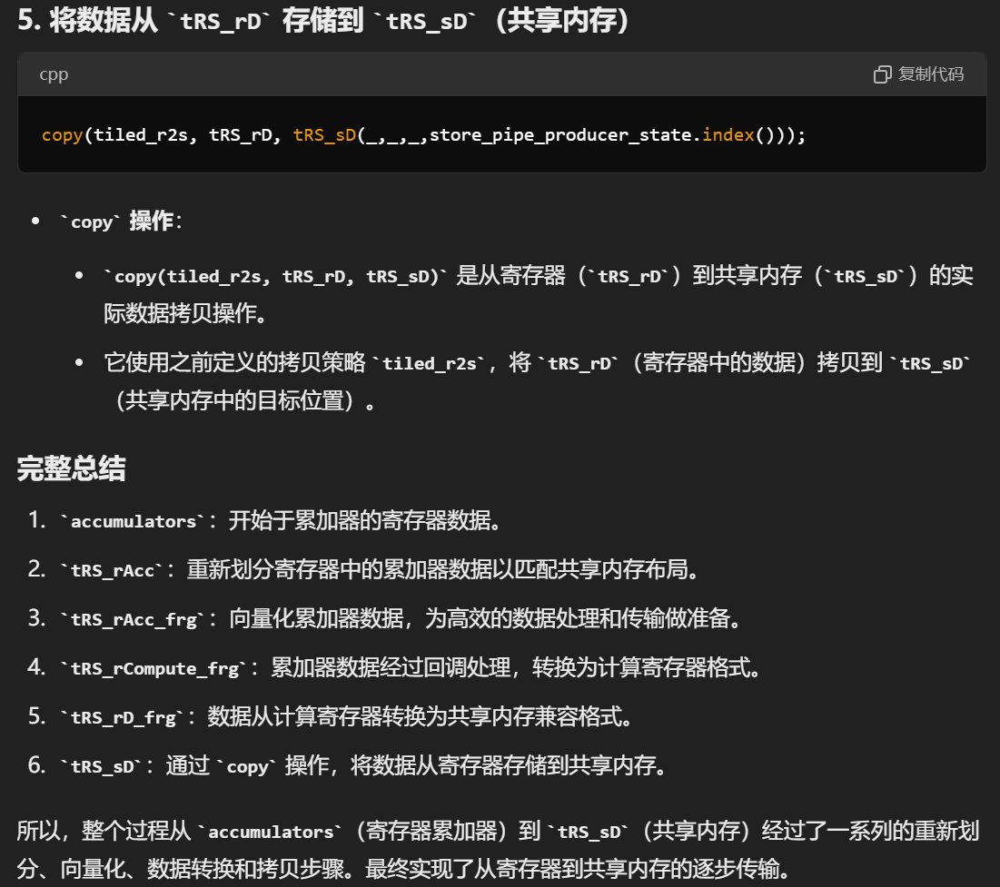 5. 将数据从 `tRS_rD` 存储到 `tRS_sD`（共享内存）
cpp
复制代码
copy(tiled_r2s, tRS_rD, tRS_sD(_,_,_,store_pipe_producer_state.index()));
• `copy` 操作：
• `copy(tiled_r2s, tRS_rD, tRS_sD)` 是从寄存器（`tRS_rD`）到共享内存（`tRS_sD`）的实
际数据拷贝操作。
• 它使用之前定义的拷贝策略 `tiled_r2s`，将 `tRS_rD`（寄存器中的数据）拷贝到 `tRS_sD`
（共享内存中的目标位置）。
完整总结
1. `accumulators`：开始于累加器的寄存器数据。
2. `tRS_rAcc`：重新划分寄存器中的累加器数据以匹配共享内存布局。
3. `tRS_rAcc_frg`：向量化累加器数据，为高效的数据处理和传输做准备。
4. `tRS_rCompute_frg`：累加器数据经过回调处理，转换为计算寄存器格式。
5. `tRS_rD_frg`：数据从计算寄存器转换为共享内存兼容格式。
6. `tRS_sD`：通过 `copy` 操作，将数据从寄存器存储到共享内存。
所以，整个过程从 `accumulators`（寄存器累加器）到 `tRS_sD`（共享内存）经过了一系列的重新划
分、向量化、数据转换和拷贝步骤。最终实现了从寄存器到共享内存的逐步传输。